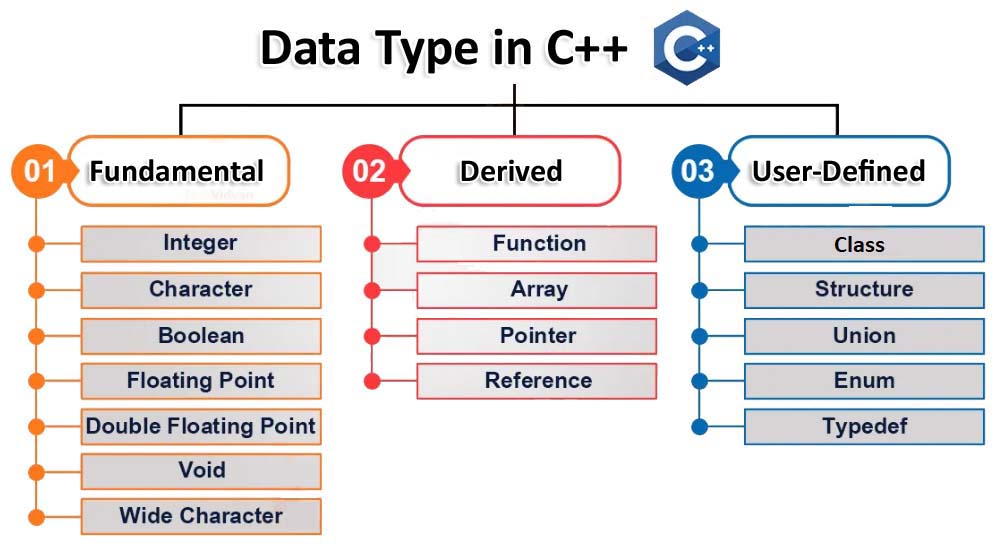 Data Type in C++
C++
01
Fundamental
Integer
Character
Boolean
Floating Point
Double Floating Point
Void
Wide Character
02
Derived
Function
Array
Pointer
Reference
03
User-Defined
Class
Structure
Union
Enum
Typedef